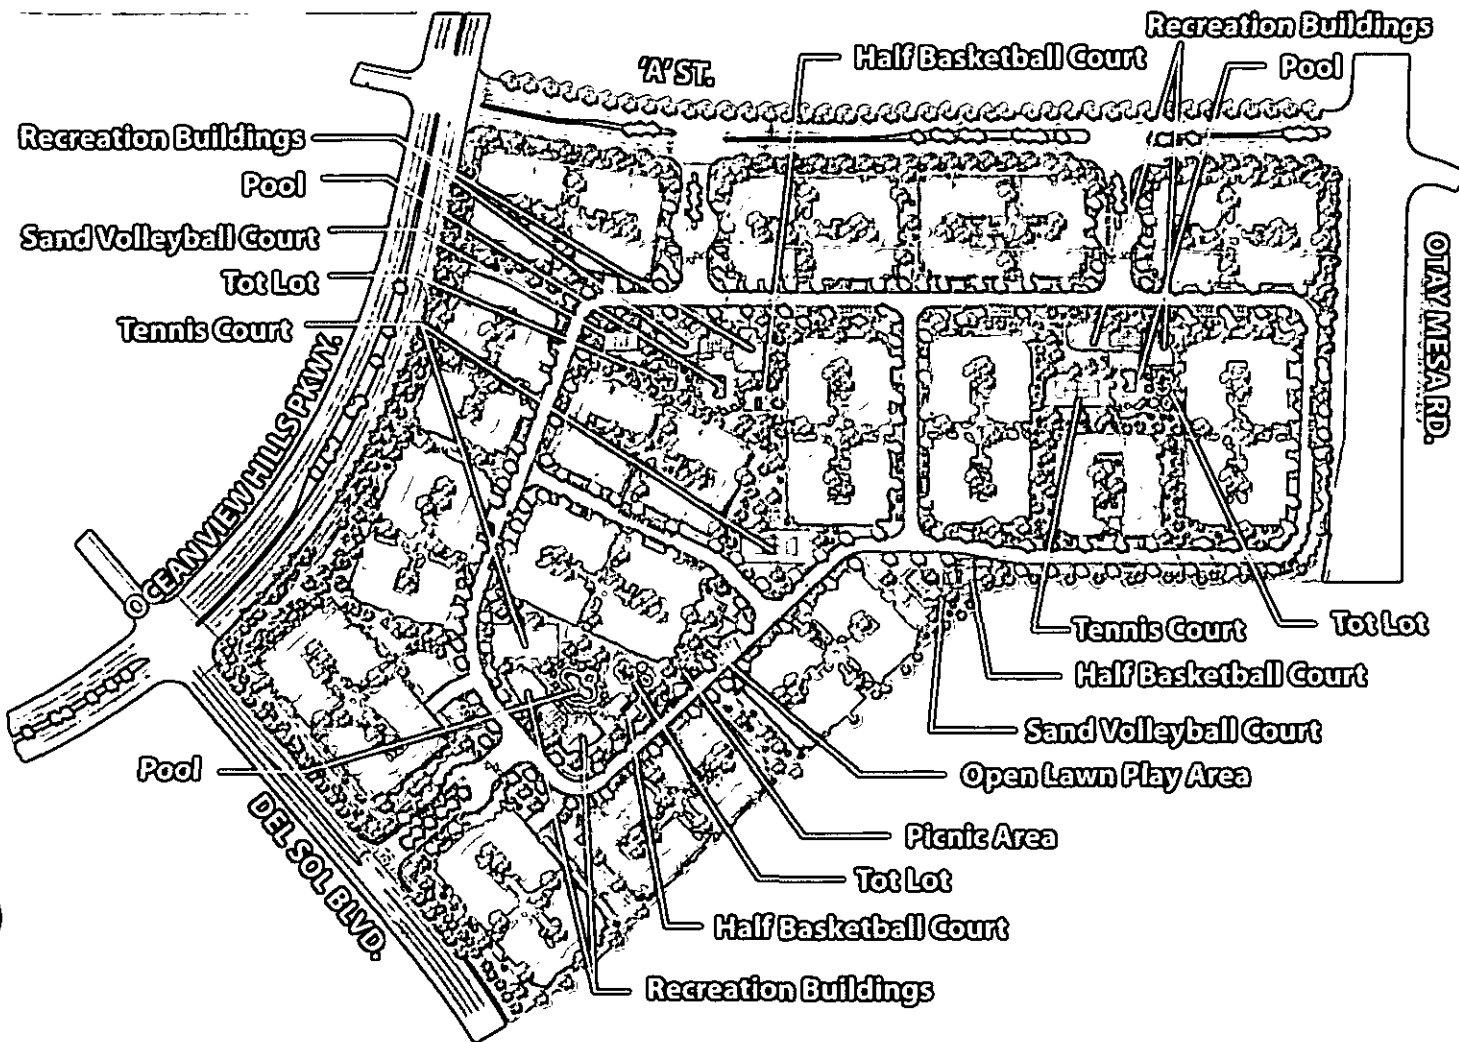 Recreation Buildings
Half Basketball Court
Pool
'A' ST.
Recreation Buildings
Pool
Sand Volleyball Court
Tot Lot
Tennis Court
OCEAN VIEW HILLS PKWY.
OTAY MESA RD.
Tennis Court
Tot Lot
Half Basketball Court
Sand Volleyball Court
Open Lawn Play Area
Pool
DEL SOL BLVD.
Picnic Area
Tot Lot
Half Basketball Court
Recreation Buildings